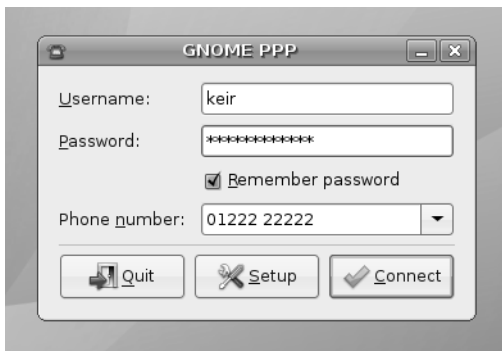 GNOME PPP
Username: keir
Password: ************
Remember password
Phone number: 01222 22222
Quit Setup Connect